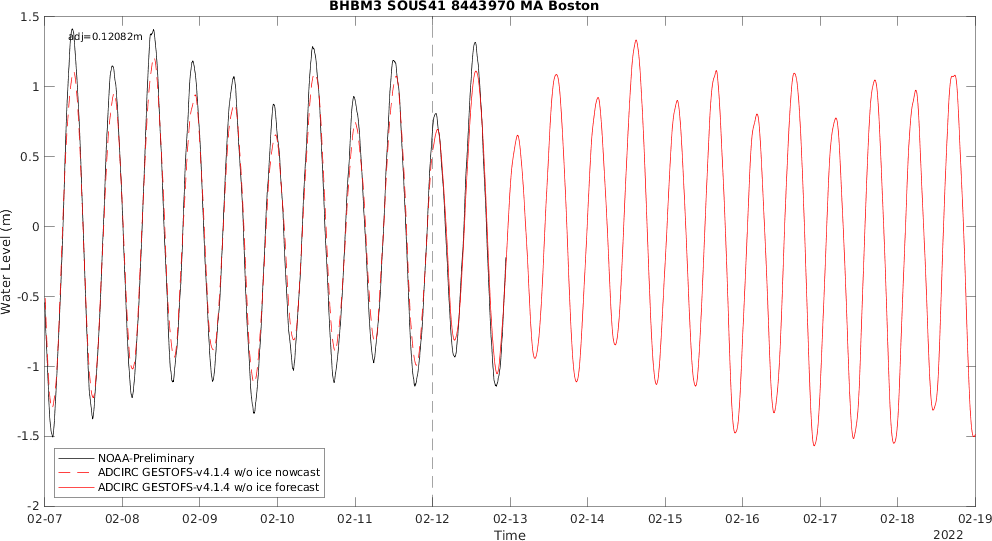 BHBM3 SOUS41 8443970 MA Boston
adj=0.12082m
Water Level (m)
1.5
1
0.5
0
-0.5
-1
-1.5
-2
NOAA-Preliminary
ADCIRC GESTOFS-v4.1.4 w/o ice nowcast
ADCIRC GESTOFS-v4.1.4 w/o ice forecast
02-07 02-08 02-09 02-10 02-11 02-12 02-13 02-14 02-15 02-16 02-17 02-18 02-19
Time
2022